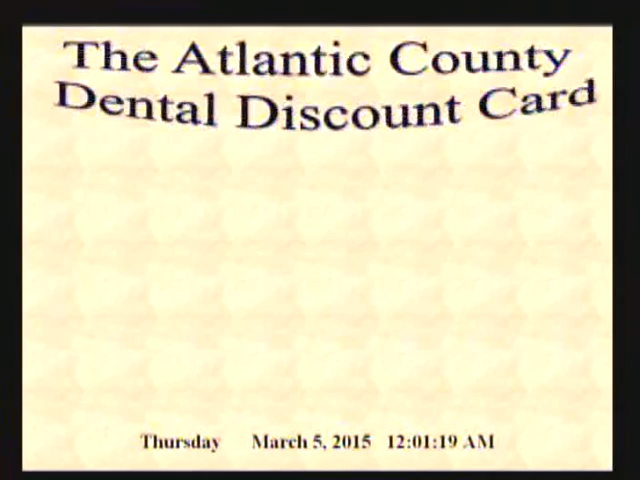 The Atlantic County
Dental Discount Card
Thursday March 5, 2015 12:01:19 AM